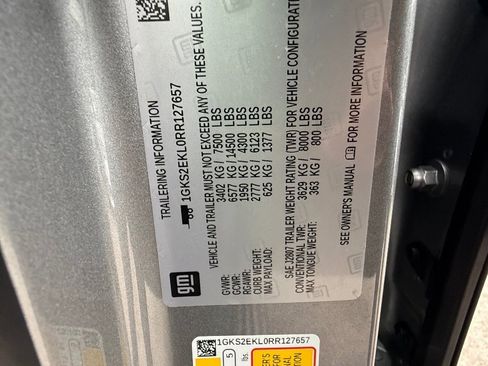 TRAILERING INFORMATION
1GKS2EKL0RR127657
VEHICLE AND TRAILER MUST NOT EXCEED ANY OF THESE VALUES.
GVWR: 3402 KG / 7500 LBS
GCWR: 6577 KG / 14500 LBS
RGAWR: 1950 KG / 4300 LBS
CURB WEIGHT: 2777 KG / 6123 LBS
MAX PAYLOAD: 625 KG / 1377 LBS
SAE J2807 TRAILER WEIGHT RATING (TWR) FOR VEHICLE CONFIGURATION
CONVENTIONAL TWR: 3629 KG / 8000 LBS
MAX TONGUE WEIGHT: 363 KG / 800 LBS
SEE OWNER'S MANUAL FOR MORE INFORMATION
gm
1GKS2EKL0RR127657
5
lbs.